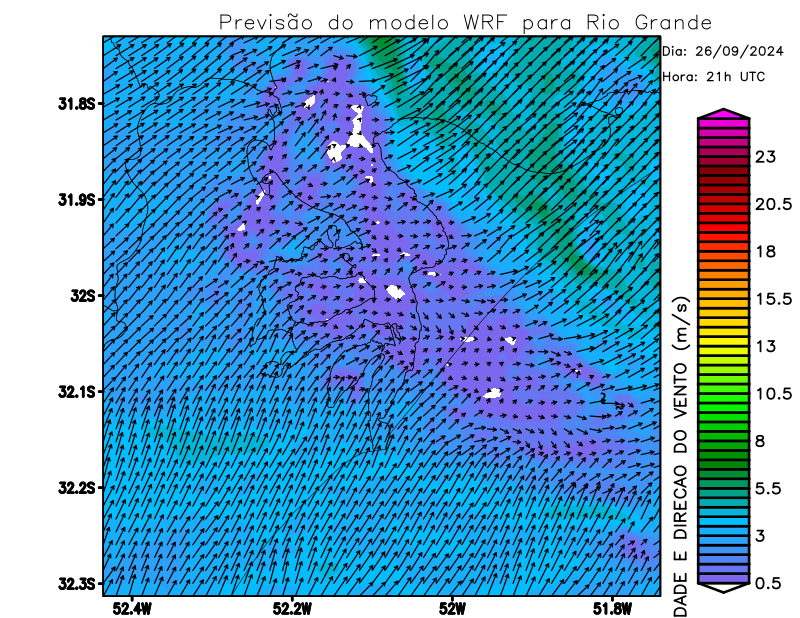 Previsão do modelo WRF para Rio Grande
Dia: 26/09/2024
Hora: 21h UTC
31.8S
31.9S
32S
32.1S
32.2S
32.3S
52.4W
52.2W
52W
51.8W
23
20.5
18
15.5
13
10.5
8
5.5
3
0.5
DADE E DIRECAO DO VENTO (m/s)